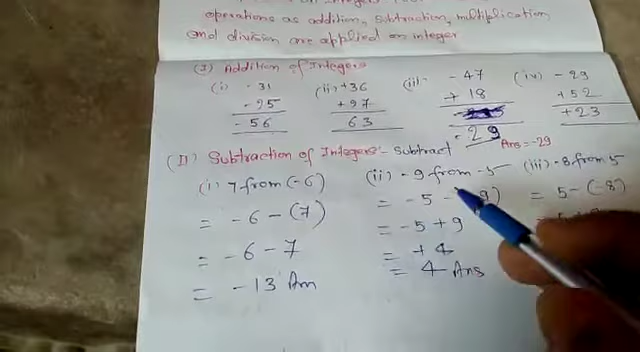 operations as addition, subtraction, multiplication
and division are applied on integer
(I) Addition of Integers
(i) - 31 (ii) +36 (iii) - 47 (iv) - 29
- 25 + 27 + 18 + 52
- 56 63 - 29 + 23
Ans = -29
(II) Subtraction of Integers - Subtract
(i) 7 from (-6) (ii) - 9 from - 5 (iii) -8 from 5
= - 6 - (7) = - 5 - 9) = 5 - (-8)
= - 6 - 7 = - 5 + 9
= - 13 Ans = + 4
= 4 Ans